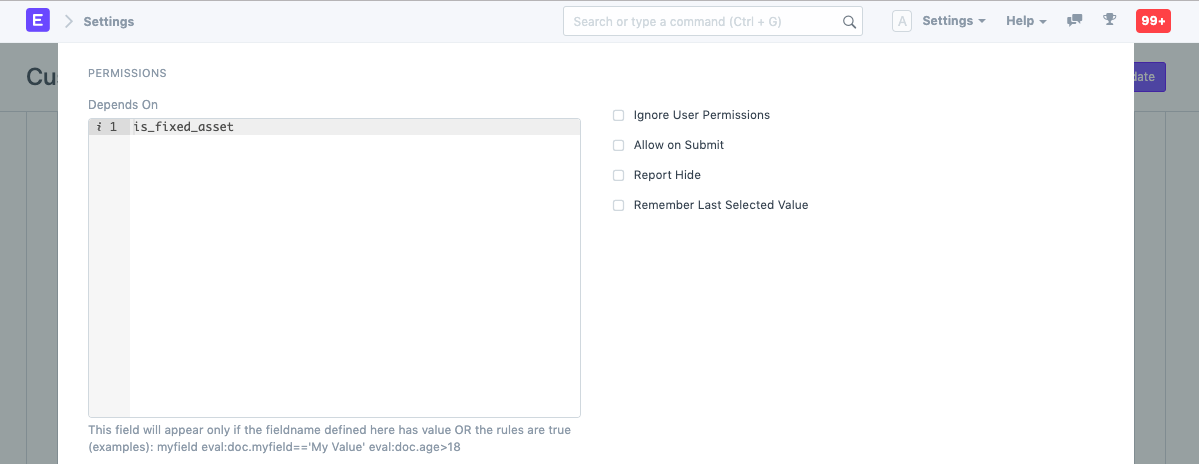 E Settings Search or type a command (Ctrl + G) A Settings Help 99+
Cu date
PERMISSIONS
Depends On
i 1 is_fixed_asset
Ignore User Permissions
Allow on Submit
Report Hide
Remember Last Selected Value
This field will appear only if the fieldname defined here has value OR the rules are true
(examples): myfield eval:doc.myfield=='My Value' eval:doc.age>18